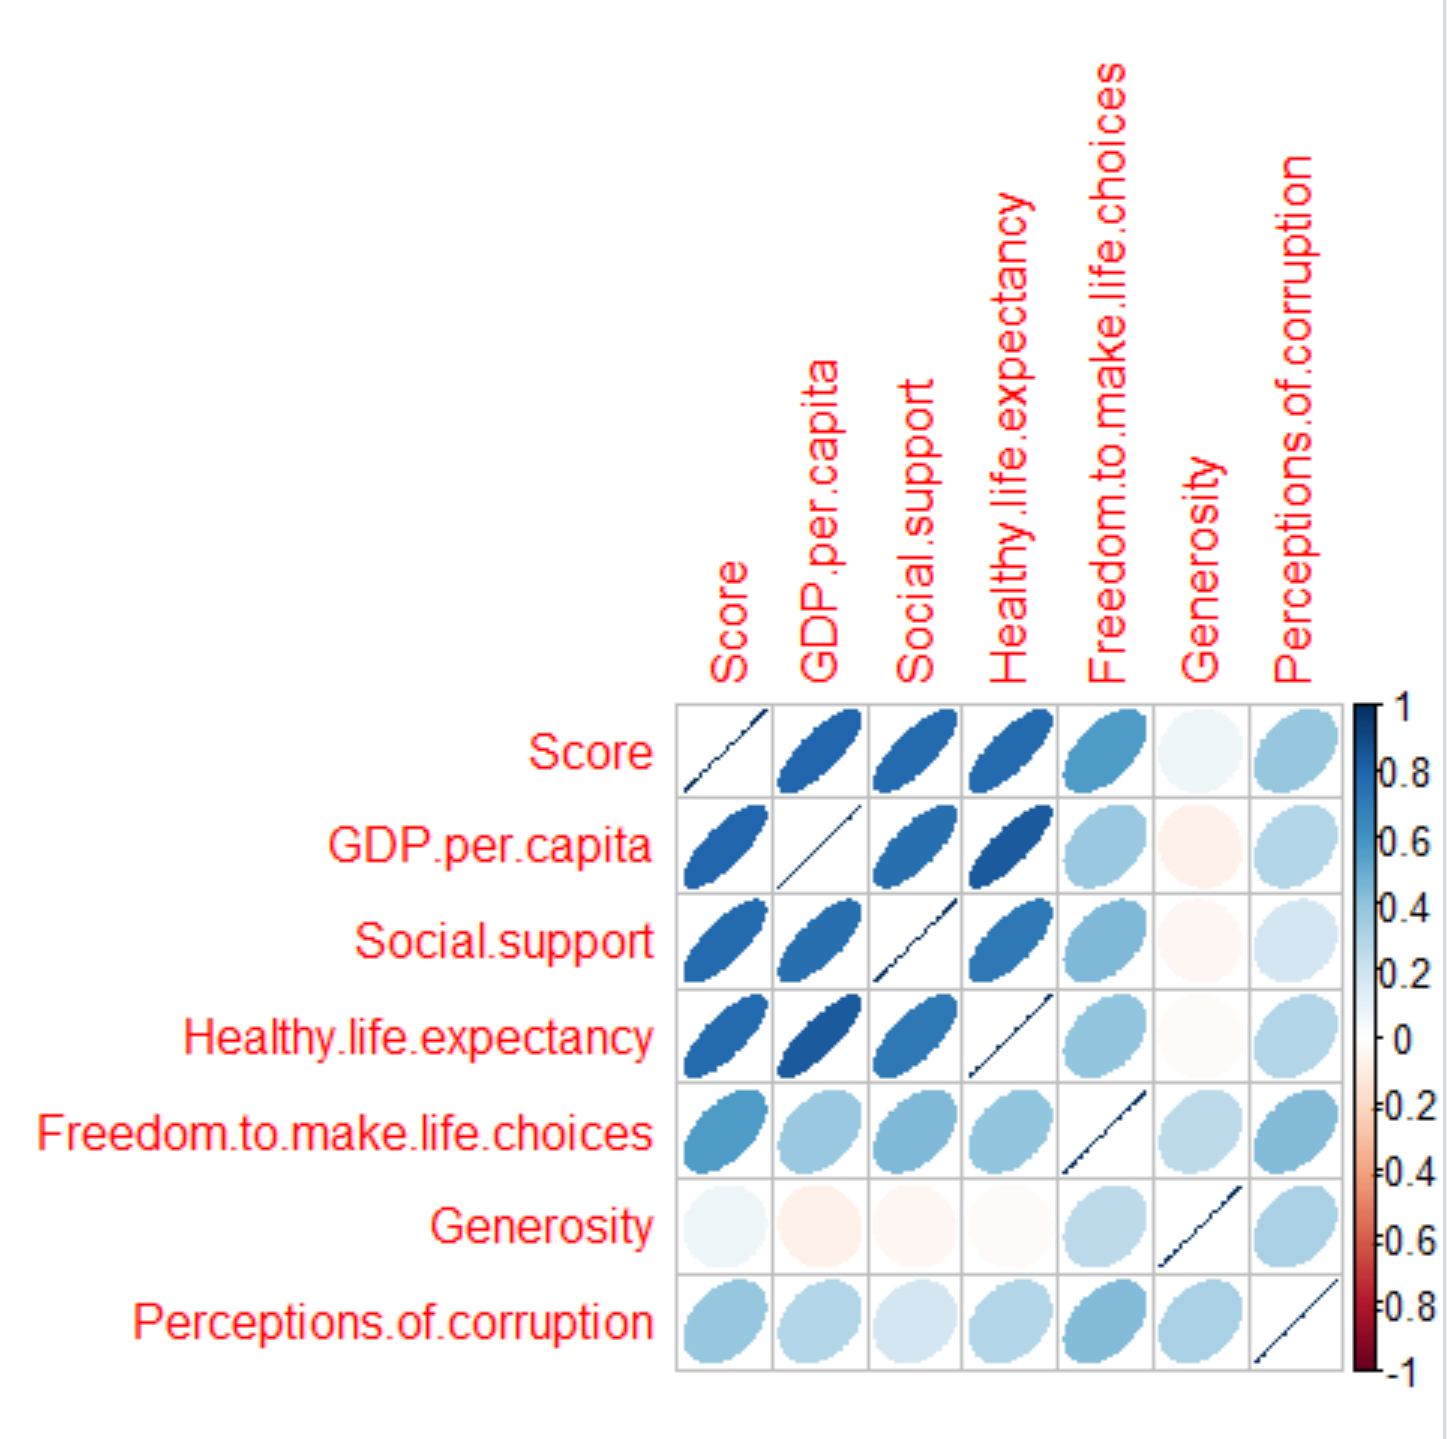 Score
GDP.per.capita
Social.support
Healthy.life.expectancy
Freedom.to.make.life.choices
Generosity
Perceptions.of.corruption
Score
GDP.per.capita
Social.support
Healthy.life.expectancy
Freedom.to.make.life.choices
Generosity
Perceptions.of.corruption
1
0.8
0.6
0.4
0.2
0
-0.2
-0.4
-0.6
-0.8
-1